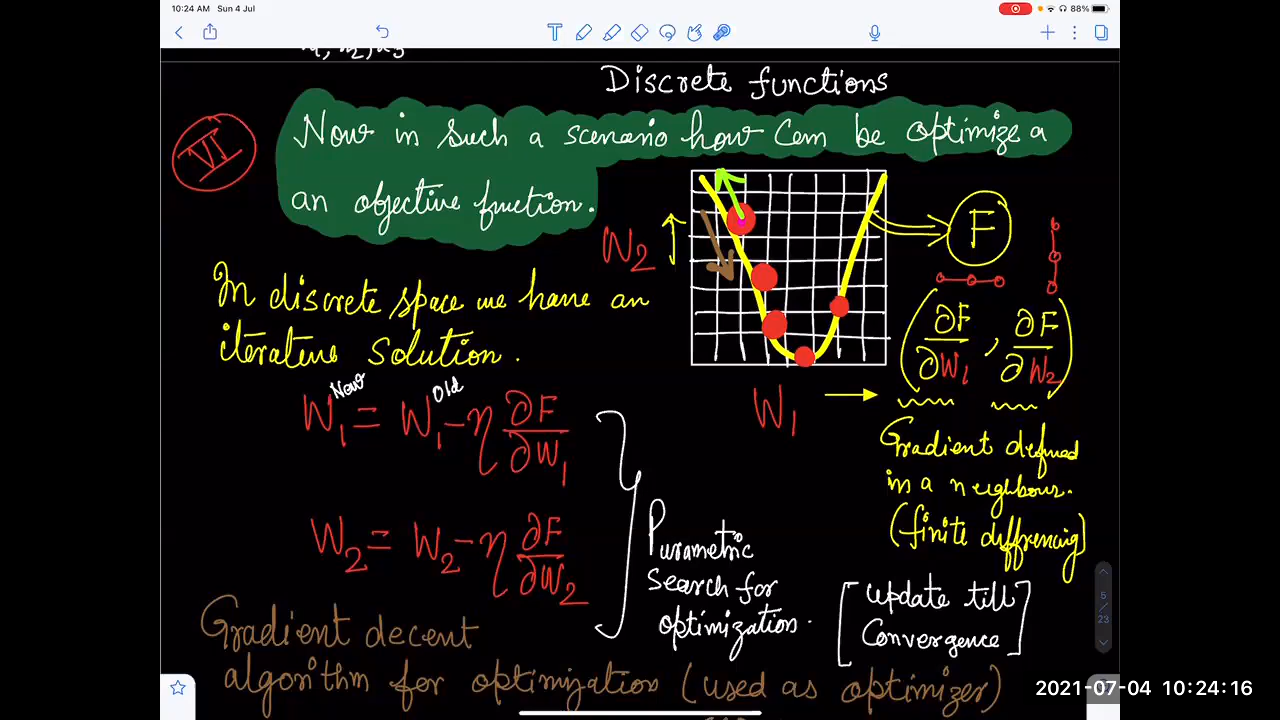 10:24 AM Sun 4 Jul
88%
Discrete functions
VI
Now in such a scenario how Can be optimize a
an objective function.
W2
F
In discrete space we have an
iterative solution.
(∂F/∂W1, ∂F/∂W2)
W1
New Old
W1 = W1 - η ∂F/∂W1
Gradient defined
in a neighbour.
(finite diffrencing)
W2 = W2 - η ∂F/∂W2
Parametric
search for
optimization.
[update till
Convergence]
5
23
Gradient decent
algorithm for optimization (used as optimizer)
2021-07-04 10:24:16